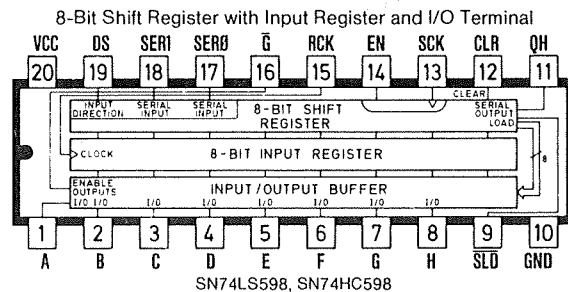 8-Bit Shift Register with Input Register and I/O Terminal
VCC DS SER1 SER0 G RCK EN SCK CLR QH
20 19 18 17 16 15 14 13 12 11
CLEAR
INPUT DIRECTION
SERIAL INPUT
SERIAL INPUT
8-BIT SHIFT
REGISTER
SERIAL
OUTPUT
LOAD
CLOCK
8-BIT INPUT REGISTER
8
ENABLE
OUTPUTS
INPUT/OUTPUT BUFFER
I/O I/O I/O I/O I/O I/O I/O I/O
1 2 3 4 5 6 7 8 9 10
A B C D E F G H SLD GND
SN74LS598, SN74HC598